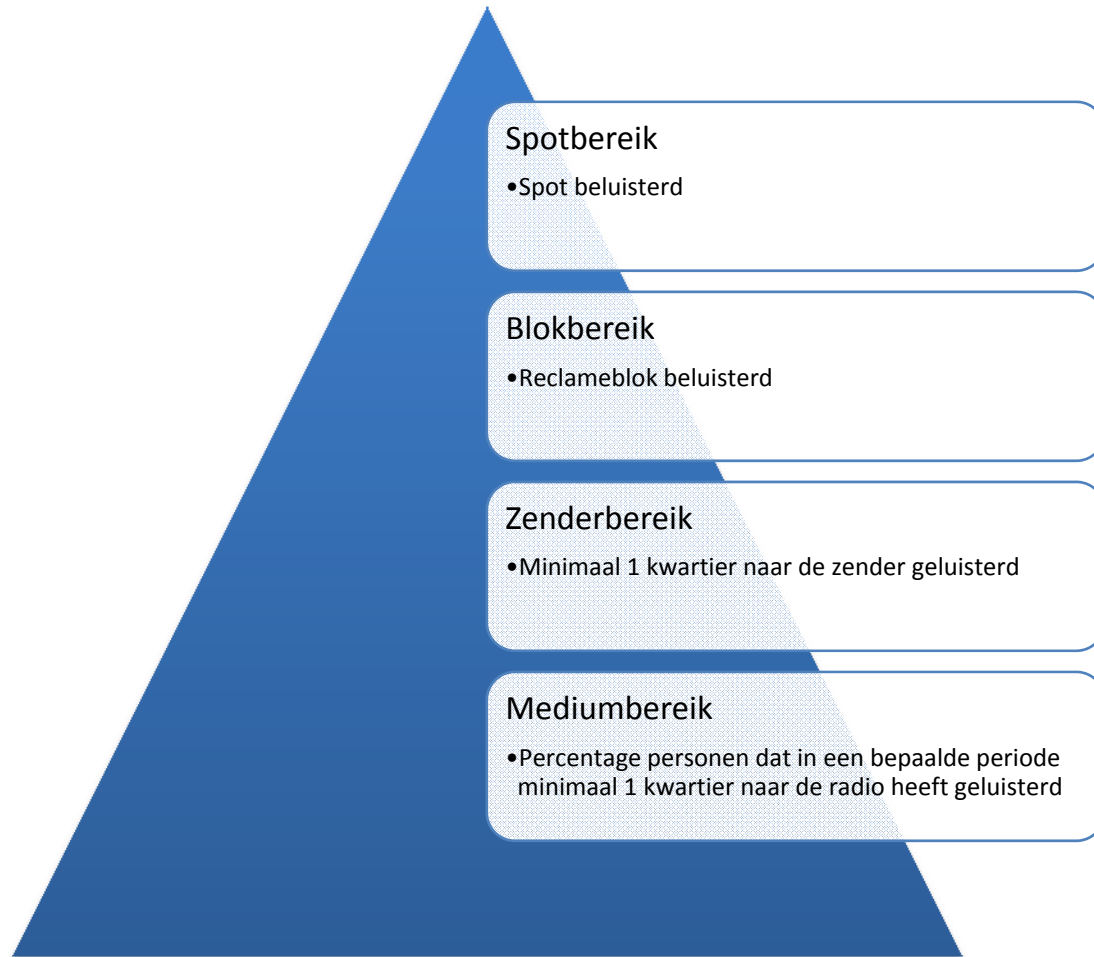 Spotbereik
•Spot beluisterd
Blokbereik
•Reclameblok beluisterd
Zenderbereik
•Minimaal 1 kwartier naar de zender geluisterd
Mediumbereik
•Percentage personen dat in een bepaalde periode
minimaal 1 kwartier naar de radio heeft geluisterd